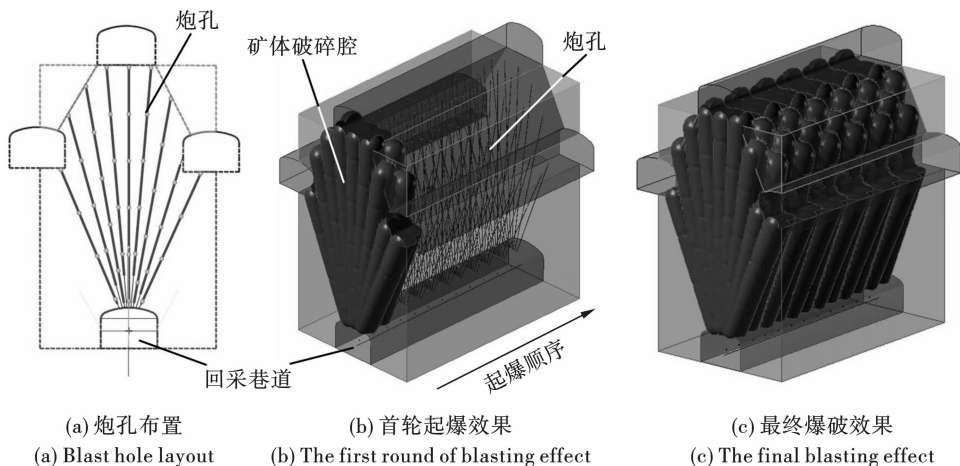 炮孔
矿体破碎腔
炮孔
回采巷道
起爆顺序
(a) 炮孔布置
(a) Blast hole layout
(b) 首轮起爆效果
(b) The first round of blasting effect
(c) 最终爆破效果
(c) The final blasting effect